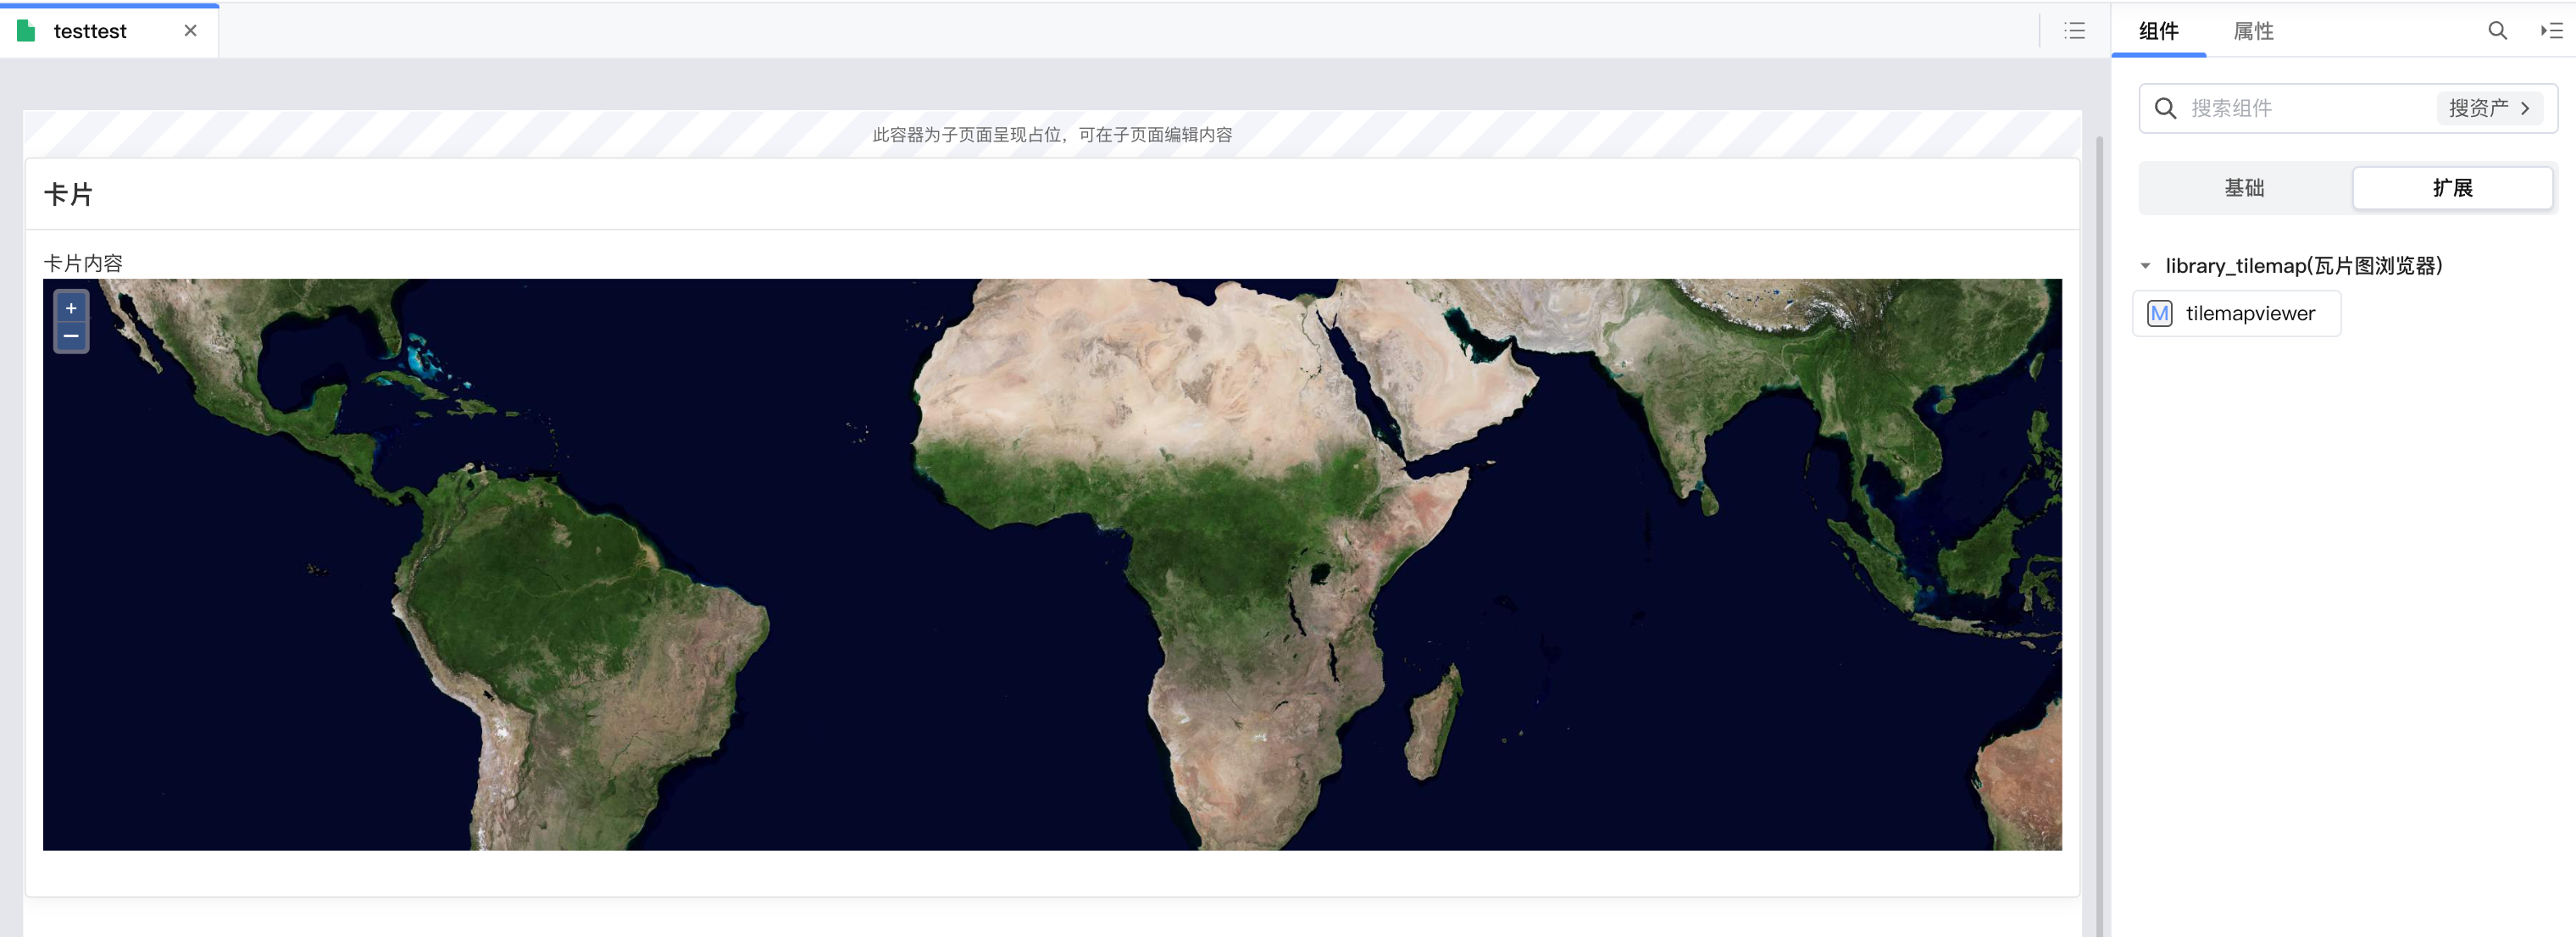 testtest
组件 属性
搜索组件 搜资产
此容器为子页面呈现占位，可在子页面编辑内容
基础 扩展
卡片
卡片内容
library_tilemap(瓦片图浏览器)
M tilemapviewer
+
−